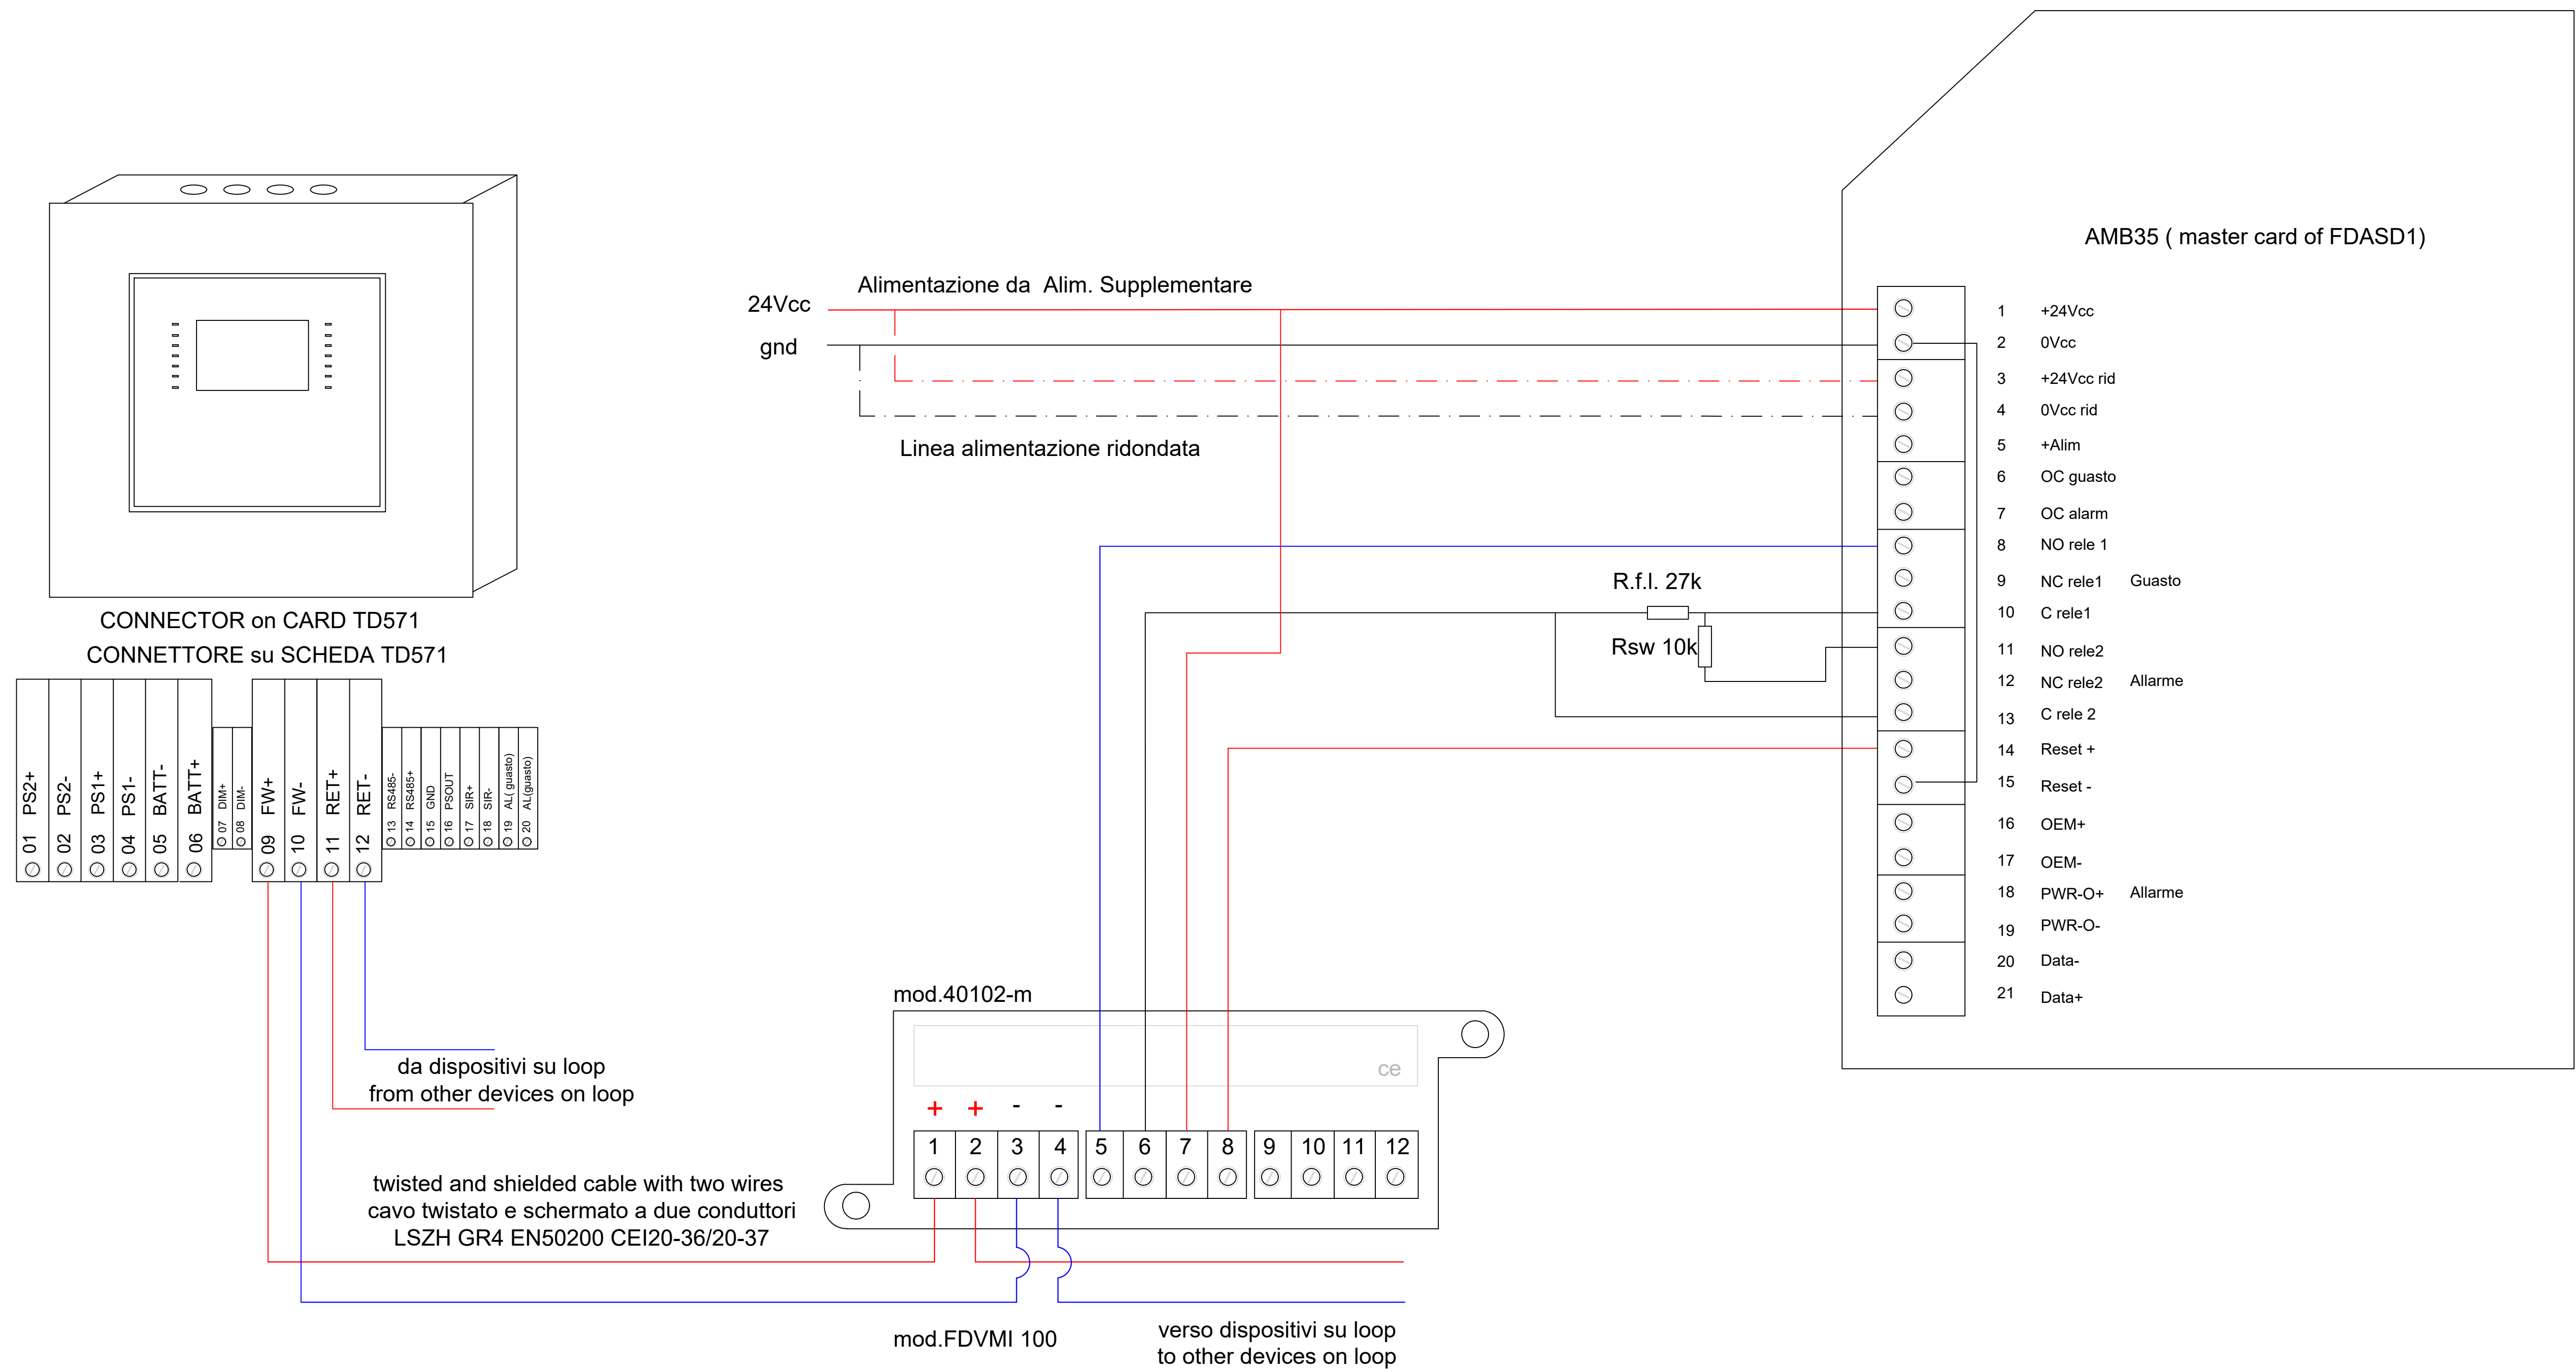 AMB35 ( master card of FDASD1)
Alimentazione da  Alim. Supplementare
24Vcc
gnd
Linea alimentazione ridondata
1 +24Vcc
2 0Vcc
3 +24Vcc rid
4 0Vcc rid
5 +Alim
6 OC guasto
7 OC alarm
8 NO rele 1
9 NC rele1 Guasto
10 C rele1
11 NO rele2
12 NC rele2 Allarme
13 C rele 2
14 Reset +
15 Reset -
16 OEM+
17 OEM-
18 PWR-O+ Allarme
19 PWR-O-
20 Data-
21 Data+
R.f.l. 27k
Rsw 10k
CONNECTOR on CARD TD571
CONNETTORE su SCHEDA TD571
01 PS2+
02 PS2-
03 PS1+
04 PS1-
05 BATT-
06 BATT+
07 DIM+
08 DIM-
09 FW+
10 FW-
11 RET+
12 RET-
13 RS485-
14 RS485+
15 GND
16 PSOUT
17 SIR+
18 SIR-
19 AL( guasto)
20 AL(guasto)
da dispositivi su loop
from other devices on loop
twisted and shielded cable with two wires
cavo twistato e schermato a due conduttori
LSZH GR4 EN50200 CEI20-36/20-37
mod.40102-m
ce
+ + - -
1 2 3 4 5 6 7 8 9 10 11 12
mod.FDVMI 100
verso dispositivi su loop
to other devices on loop